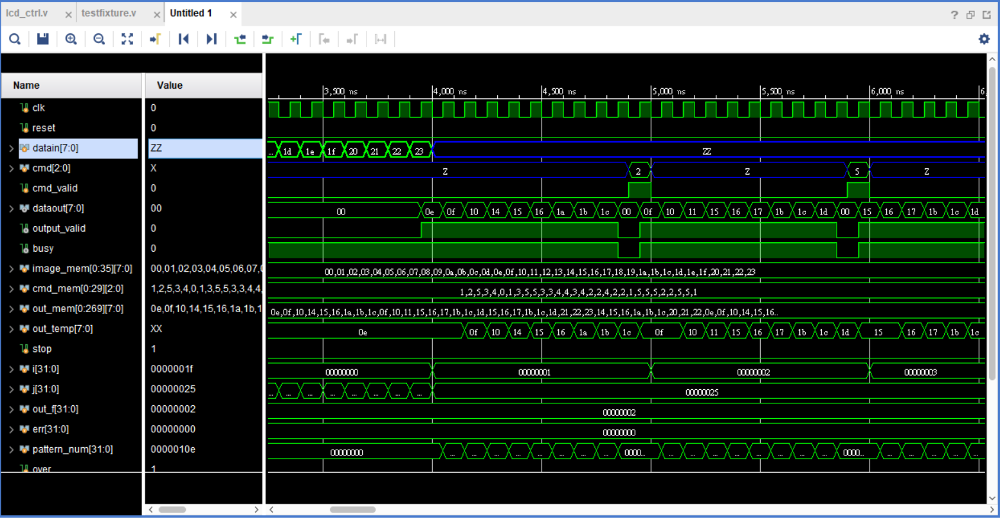 lcd_ctrl.v × testfixture.v × Untitled 1 ×
Name Value
3,500 ns 4,000 ns 4,500 ns 5,000 ns 5,500 ns 6,000 ns 6,
clk 0
reset 0
datain[7:0] ZZ ... 1d 1e 1f 20 21 22 23 ZZ
cmd[2:0] X Z 2 Z 5 Z
cmd_valid 0
dataout[7:0] 00 00 0e 0f 10 14 15 16 1a 1b 1c 00 0f 10 11 15 16 17 1b 1c 1d 00 15 16 17 1b 1c 1d
output_valid 0
busy 0
image_mem[0:35][7:0] 00,01,02,03,04,05,06,07,0 00,01,02,03,04,05,06,07,08,09,0a,0b,0c,0d,0e,0f,10,11,12,13,14,15,16,17,18,19,1a,1b,1c,1d,1e,1f,20,21,22,23
cmd_mem[0:29][2:0] 1,2,5,3,4,0,1,3,5,5,3,3,4,4, 1,2,5,3,4,0,1,3,5,5,3,3,4,4,3,4,2,2,4,2,2,1,5,5,5,2,2,5,5,1
out_mem[0:269][7:0] 0e,0f,10,14,15,16,1a,1b,1 0e,0f,10,14,15,16,1a,1b,1c,0f,10,11,15,16,17,1b,1c,1d,15,16,17,1b,1c,1d,21,22,23,14,15,16,1a,1b,1c,20,21,22,0e,0f,10,14,15,16...
out_temp[7:0] XX 0e 0f 10 14 15 16 1a 1b 1c 0f 10 11 15 16 17 1b 1c 1d 15 16 17 1b 1c
stop 1
i[31:0] 0000001f 00000000 00000001 00000002 00000003
j[31:0] 00000025 ... ... ... ... ... ... ... ... 00000025
out_f[31:0] 00000002 00000002
err[31:0] 00000000 00000000
pattern_num[31:0] 0000010e 00000000 ... ... ... ... ... ... ... ... 0000... ... ... ... ... ... ... ... ... 0000... ... ... ... ... ...
over 1